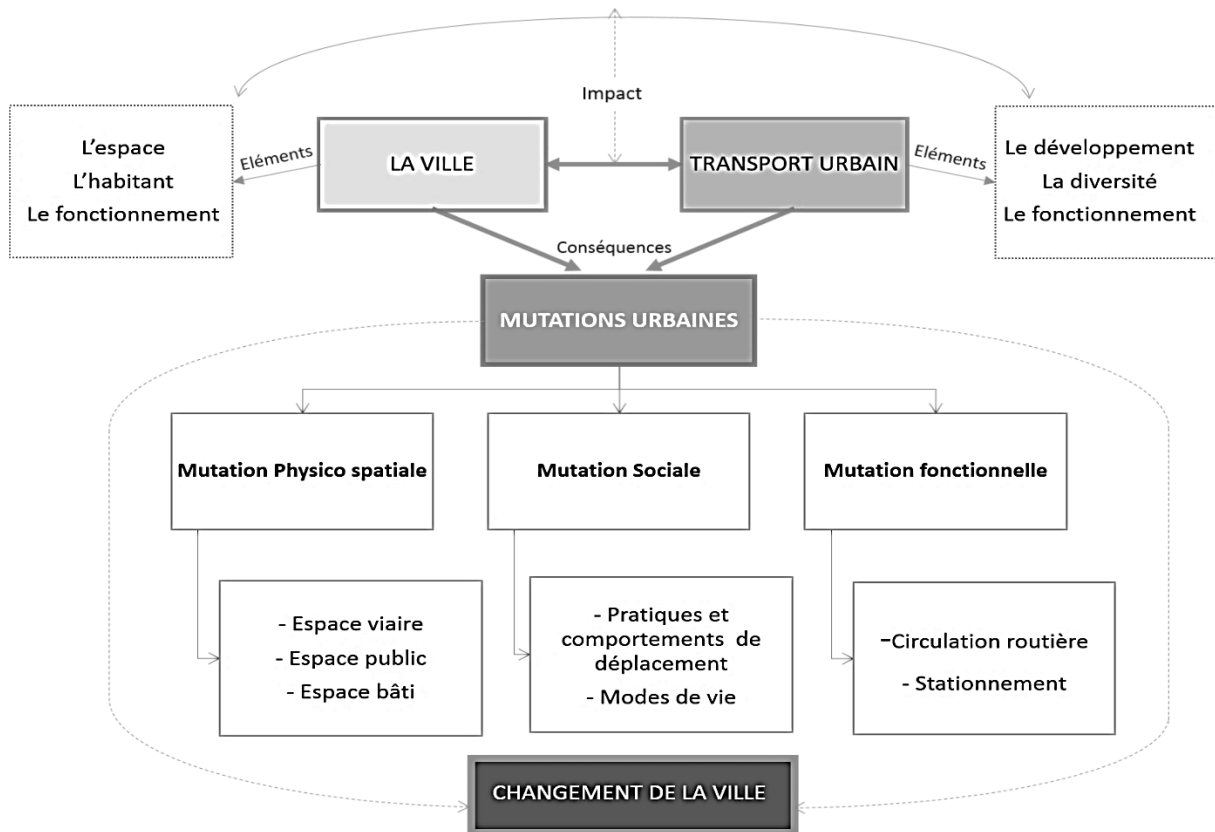 Impact
L'espace
L'habitant
Le fonctionnement
Eléments
LA VILLE
TRANSPORT URBAIN
Eléments
Le développement
La diversité
Le fonctionnement
Conséquences
MUTATIONS URBAINES
Mutation Physico spatiale
Mutation Sociale
Mutation fonctionnelle
- Espace viaire
- Espace public
- Espace bâti
- Pratiques et
comportements de
déplacement
- Modes de vie
-Circulation routière
- Stationnement
CHANGEMENT DE LA VILLE